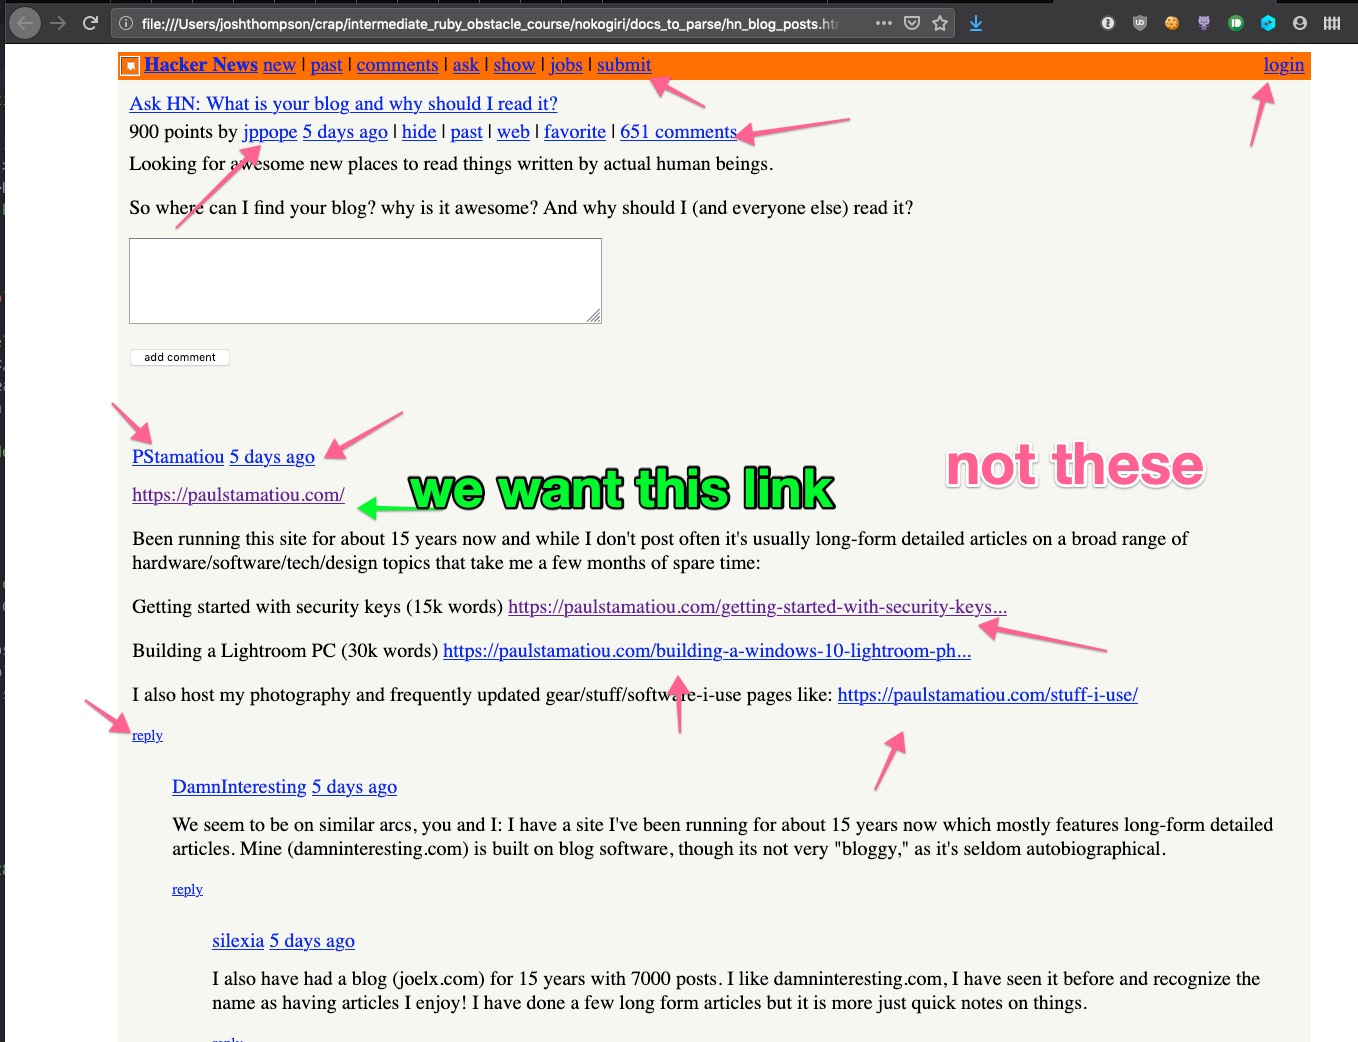 file:///Users/joshthompson/crap/intermediate_ruby_obstacle_course/nokogiri/docs_to_parse/hn_blog_posts.htm
Hacker News new | past | comments | ask | show | jobs | submit login
Ask HN: What is your blog and why should I read it?
900 points by jppope 5 days ago | hide | past | web | favorite | 651 comments
Looking for awesome new places to read things written by actual human beings.
So where can I find your blog? why is it awesome? And why should I (and everyone else) read it?
add comment
PStamatiou 5 days ago
not these
we want this link
https://paulstamatiou.com/
Been running this site for about 15 years now and while I don't post often it's usually long-form detailed articles on a broad range of
hardware/software/tech/design topics that take me a few months of spare time:
Getting started with security keys (15k words) https://paulstamatiou.com/getting-started-with-security-keys...
Building a Lightroom PC (30k words) https://paulstamatiou.com/building-a-windows-10-lightroom-ph...
I also host my photography and frequently updated gear/stuff/software-i-use pages like: https://paulstamatiou.com/stuff-i-use/
reply
DamnInteresting 5 days ago
We seem to be on similar arcs, you and I: I have a site I've been running for about 15 years now which mostly features long-form detailed
articles. Mine (damninteresting.com) is built on blog software, though its not very "bloggy," as it's seldom autobiographical.
reply
silexia 5 days ago
I also have had a blog (joelx.com) for 15 years with 7000 posts. I like damninteresting.com, I have seen it before and recognize the
name as having articles I enjoy! I have done a few long form articles but it is more just quick notes on things.